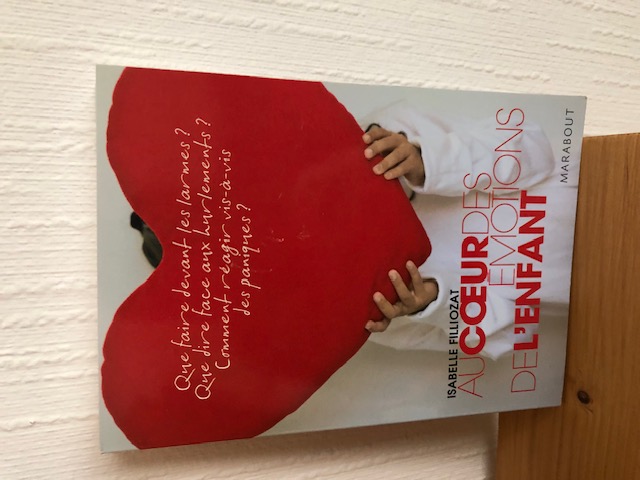 Que faire devant les larmes ?
Que dire face aux hurlements ?
Comment réagir vis-à-vis
des paniques ?
ISABELLE FILLIOZAT
AU CŒUR DES
ÉMOTIONS
DE L'ENFANT
MARABOUT